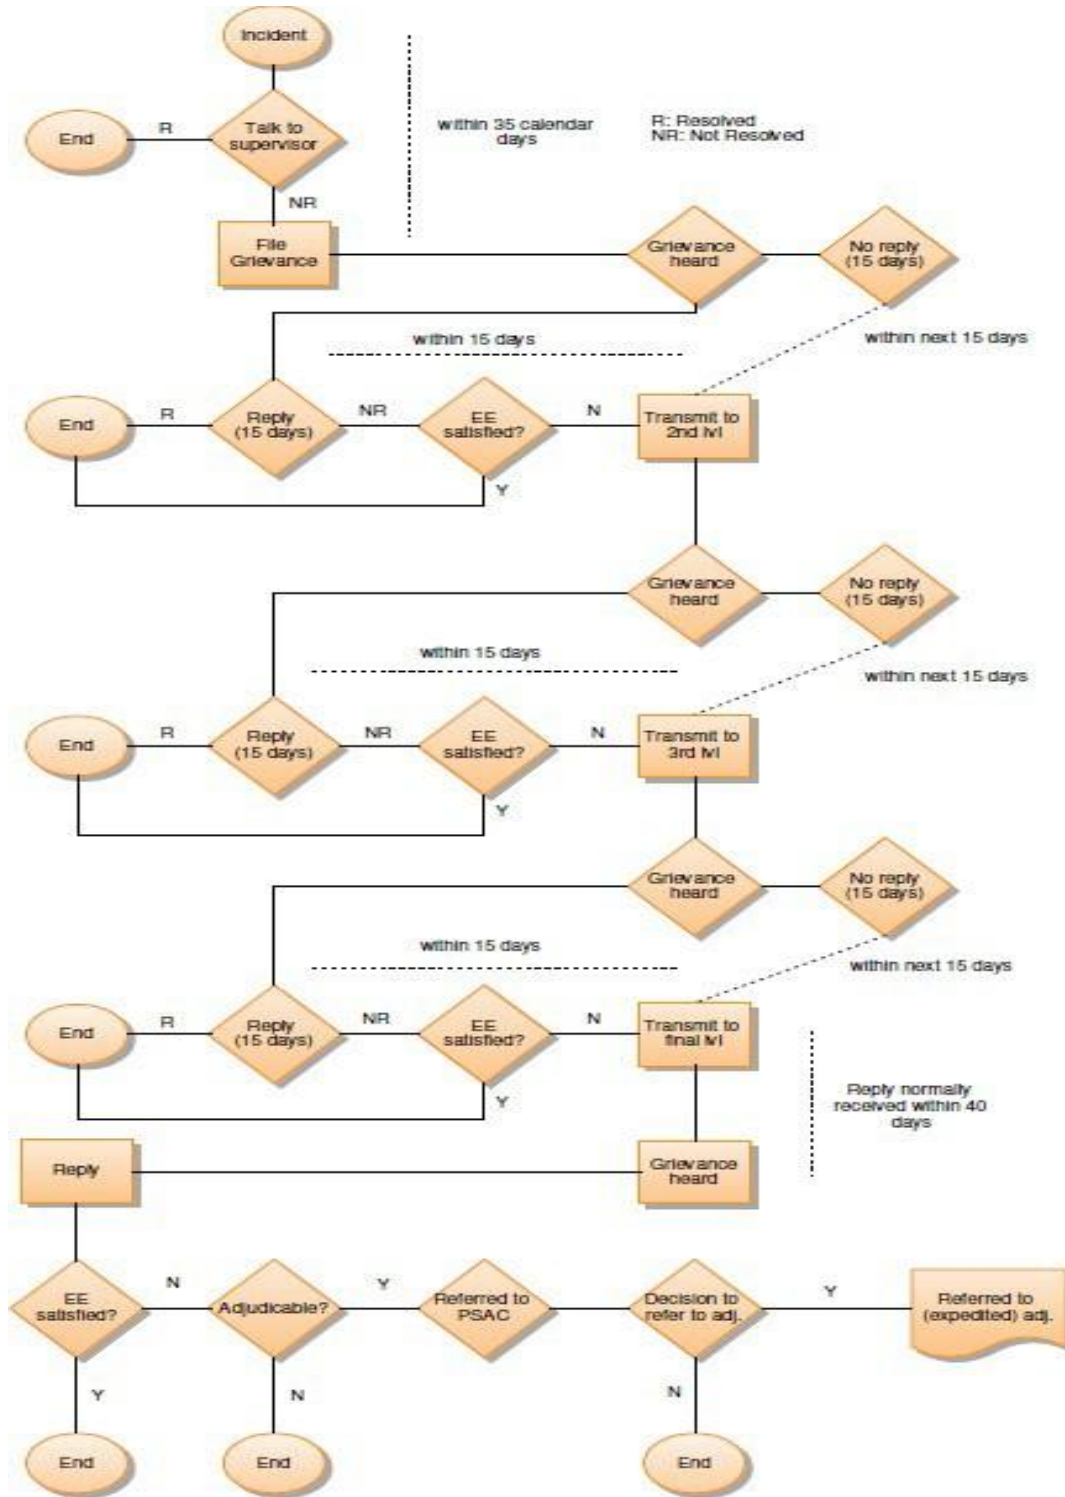 Incident
End
R
Talk to
supervisor
within 35 calendar
days
R: Resolved
NR: Not Resolved
NR
File
Grievance
Grievance
heard
No reply
(15 days)
within 15 days
within next 15 days
End
R
Reply
(15 days)
NR
EE
satisfied?
N
Transmit to
2nd lvl
Y
Grievance
heard
No reply
(15 days)
within 15 days
within next 15 days
End
R
Reply
(15 days)
NR
EE
satisfied?
N
Transmit to
3rd lvl
Y
Grievance
heard
No reply
(15 days)
within 15 days
within next 15 days
End
R
Reply
(15 days)
NR
EE
satisfied?
N
Transmit to
final lvl
Y
Reply normally
received within 40
days
Reply
Grievance
heard
EE
satisfied?
N
Adjudicable?
Y
Referred to
PSAC
Decision to
refer to adj.
Y
Referred to
(expedited) adj.
Y
N
N
End
End
End